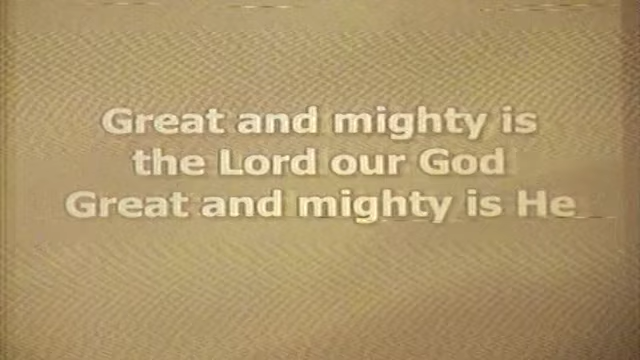 Great and mighty is
the Lord our God
Great and mighty is He